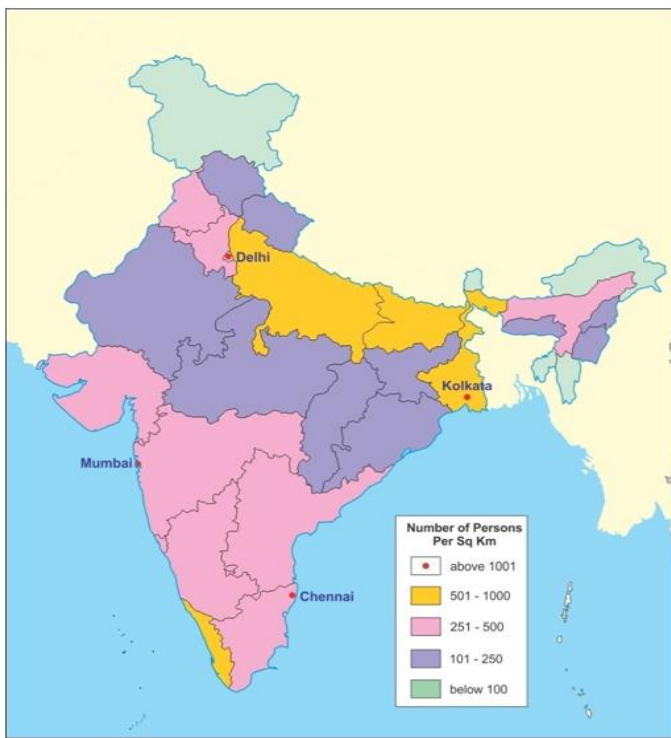 Delhi
Kolkata
Mumbai
Chennai
Number of Persons
Per Sq Km
above 1001
501 - 1000
251 - 500
101 - 250
below 100